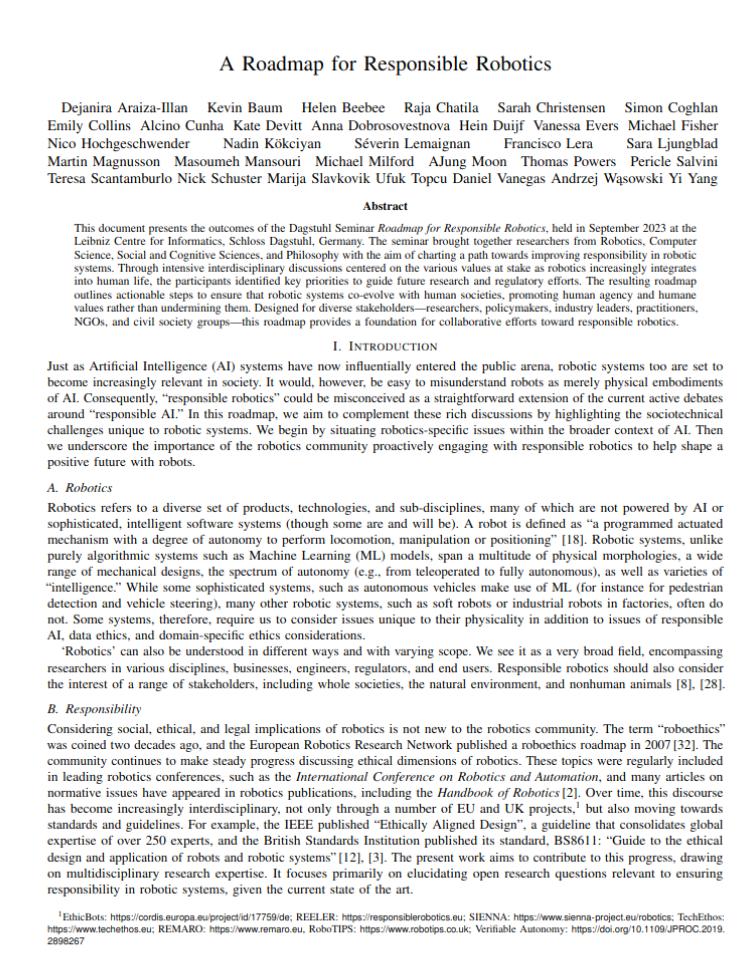 A Roadmap for Responsible Robotics
Dejanira Araiza-Illan Kevin Baum Helen Beebee Raja Chatila Sarah Christensen Simon Coghlan
Emily Collins Alcino Cunha Kate Devitt Anna Dobrosovestnova Hein Duijf Vanessa Evers Michael Fisher
Nico Hochgeschwender Nadin Kökciyan Séverin Lemaignan Francisco Lera Sara Ljungblad
Martin Magnusson Masoumeh Mansouri Michael Milford AJung Moon Thomas Powers Pericle Salvini
Teresa Scantamburlo Nick Schuster Marija Slavkovik Ufuk Topcu Daniel Vanegas Andrzej Wąsowski Yi Yang
Abstract
This document presents the outcomes of the Dagstuhl Seminar Roadmap for Responsible Robotics, held in September 2023 at the
Leibniz Centre for Informatics, Schloss Dagstuhl, Germany. The seminar brought together researchers from Robotics, Computer
Science, Social and Cognitive Sciences, and Philosophy with the aim of charting a path towards improving responsibility in robotic
systems. Through intensive interdisciplinary discussions centered on the various values at stake as robotics increasingly integrates
into human life, the participants identified key priorities to guide future research and regulatory efforts. The resulting roadmap
outlines actionable steps to ensure that robotic systems co-evolve with human societies, promoting human agency and humane
values rather than undermining them. Designed for diverse stakeholders—researchers, policymakers, industry leaders, practitioners,
NGOs, and civil society groups—this roadmap provides a foundation for collaborative efforts toward responsible robotics.
I. INTRODUCTION
Just as Artificial Intelligence (AI) systems have now influentially entered the public arena, robotic systems too are set to
become increasingly relevant in society. It would, however, be easy to misunderstand robots as merely physical embodiments
of AI. Consequently, “responsible robotics” could be misconceived as a straightforward extension of the current active debates
around “responsible AI.” In this roadmap, we aim to complement these rich discussions by highlighting the sociotechnical
challenges unique to robotic systems. We begin by situating robotics-specific issues within the broader context of AI. Then
we underscore the importance of the robotics community proactively engaging with responsible robotics to help shape a
positive future with robots.
A. Robotics
Robotics refers to a diverse set of products, technologies, and sub-disciplines, many of which are not powered by AI or
sophisticated, intelligent software systems (though some are and will be). A robot is defined as “a programmed actuated
mechanism with a degree of autonomy to perform locomotion, manipulation or positioning” [18]. Robotic systems, unlike
purely algorithmic systems such as Machine Learning (ML) models, span a multitude of physical morphologies, a wide
range of mechanical designs, the spectrum of autonomy (e.g., from teleoperated to fully autonomous), as well as varieties of
“intelligence.” While some sophisticated systems, such as autonomous vehicles make use of ML (for instance for pedestrian
detection and vehicle steering), many other robotic systems, such as soft robots or industrial robots in factories, often do
not. Some systems, therefore, require us to consider issues unique to their physicality in addition to issues of responsible
AI, data ethics, and domain-specific ethics considerations.
‘Robotics’ can also be understood in different ways and with varying scope. We see it as a very broad field, encompassing
researchers in various disciplines, businesses, engineers, regulators, and end users. Responsible robotics should also consider
the interest of a range of stakeholders, including whole societies, the natural environment, and nonhuman animals [8], [28].
B. Responsibility
Considering social, ethical, and legal implications of robotics is not new to the robotics community. The term “roboethics”
was coined two decades ago, and the European Robotics Research Network published a roboethics roadmap in 2007 [32]. The
community continues to make steady progress discussing ethical dimensions of robotics. These topics were regularly included
in leading robotics conferences, such as the International Conference on Robotics and Automation, and many articles on
normative issues have appeared in robotics publications, including the Handbook of Robotics [2]. Over time, this discourse
has become increasingly interdisciplinary, not only through a number of EU and UK projects,¹ but also moving towards
standards and guidelines. For example, the IEEE published “Ethically Aligned Design”, a guideline that consolidates global
expertise of over 250 experts, and the British Standards Institution published its standard, BS8611: “Guide to the ethical
design and application of robots and robotic systems” [12], [3]. The present work aims to contribute to this progress, drawing
on multidisciplinary research expertise. It focuses primarily on elucidating open research questions relevant to ensuring
responsibility in robotic systems, given the current state of the art.
¹EthicBots: https://cordis.europa.eu/project/id/17759/de; REELER: https://responsiblerobotics.eu; SIENNA: https://www.sienna-project.eu/robotics; TechEthos:
https://www.techethos.eu; REMARO: https://www.remaro.eu, RoboTIPS: https://www.robotips.co.uk; Verifiable Autonomy: https://doi.org/10.1109/JPROC.2019.
2898267